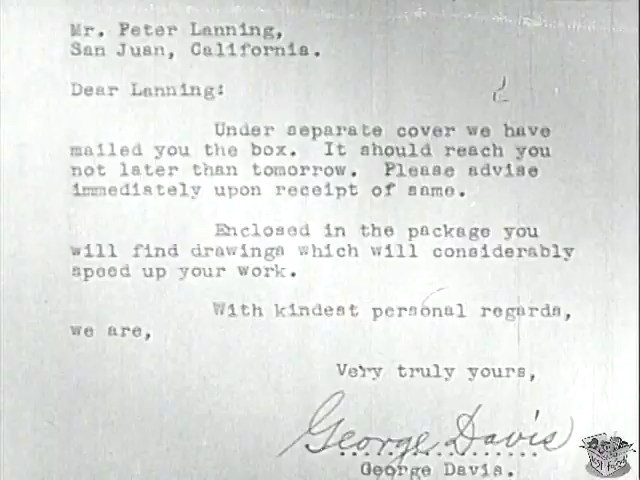 Mr. Peter Lanning,
San Juan, California.
Dear Lanning:
Under separate cover we have
mailed you the box. It should reach you
not later than tomorrow. Please advise
immediately upon receipt of same.
Enclosed in the package you
will find drawings which will considerably
speed up your work.
With kindest personal regards,
we are,
Very truly yours,
George Davis
George Davis.